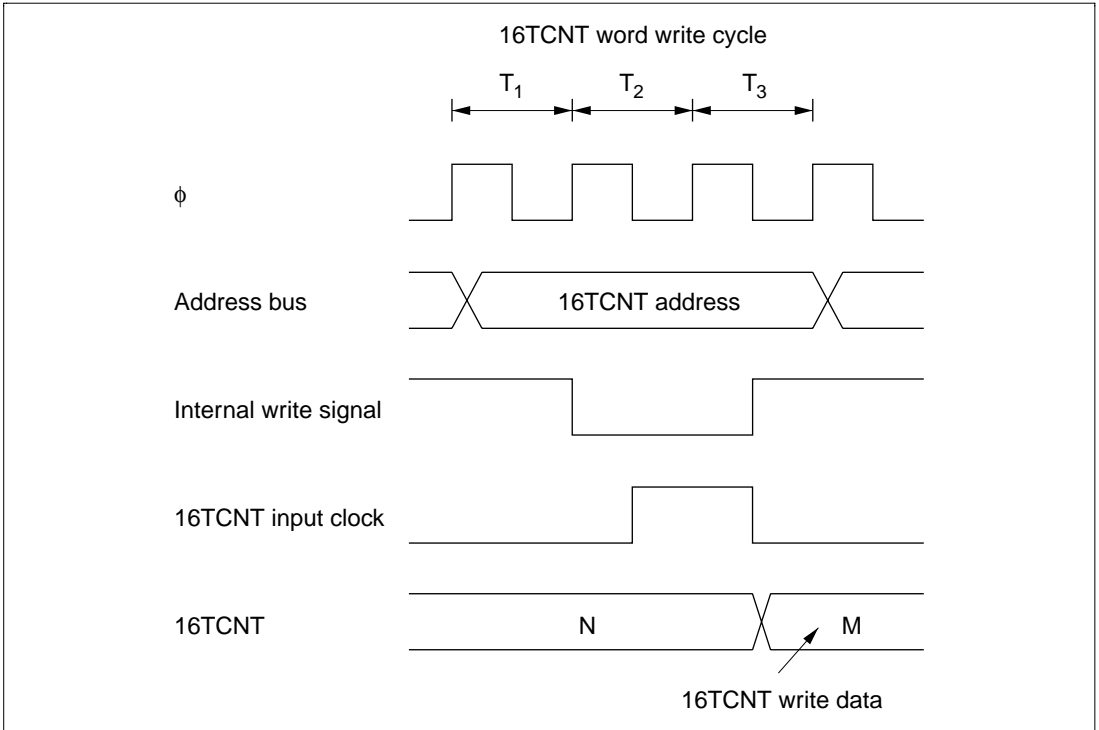 16TCNT word write cycle
T1 T2 T3
φ
Address bus
16TCNT address
Internal write signal
16TCNT input clock
16TCNT
N
M
16TCNT write data